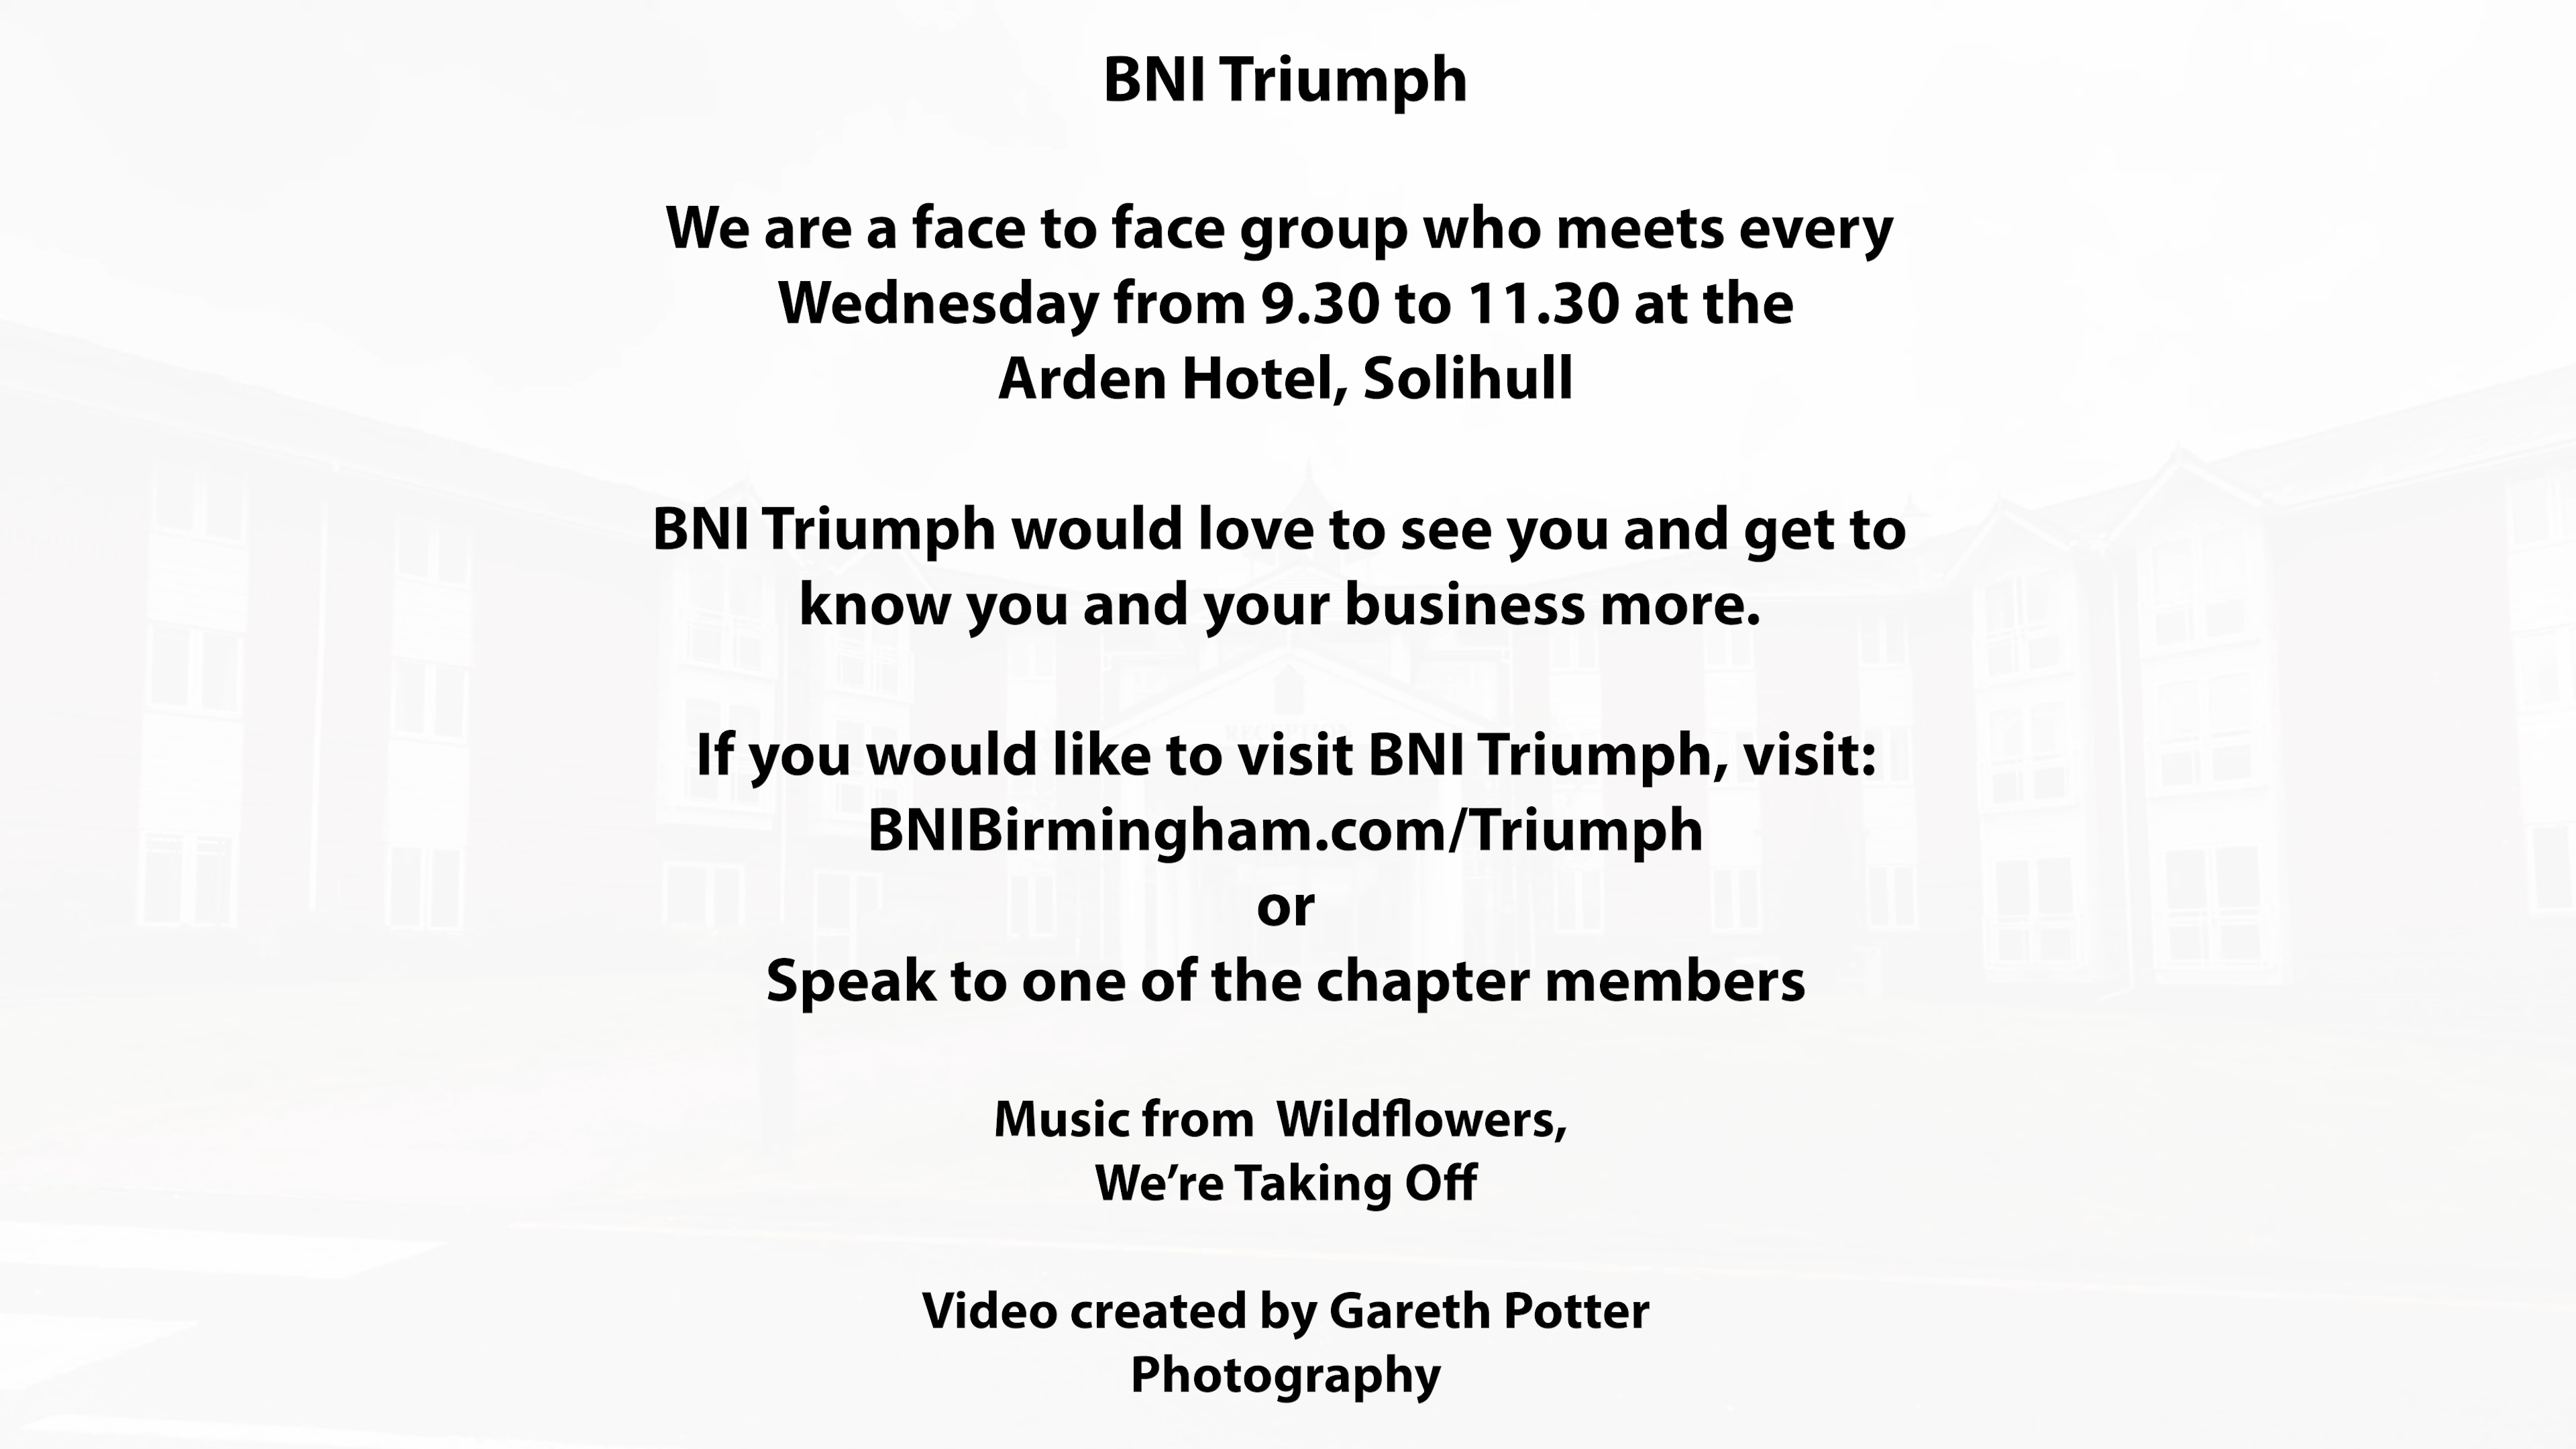 BNI Triumph
We are a face to face group who meets every
Wednesday from 9.30 to 11.30 at the
Arden Hotel, Solihull
BNI Triumph would love to see you and get to
know you and your business more.
If you would like to visit BNI Triumph, visit:
BNIBirmingham.com/Triumph
or
Speak to one of the chapter members
Music from  Wildflowers,
We’re Taking Off
Video created by Gareth Potter
Photography